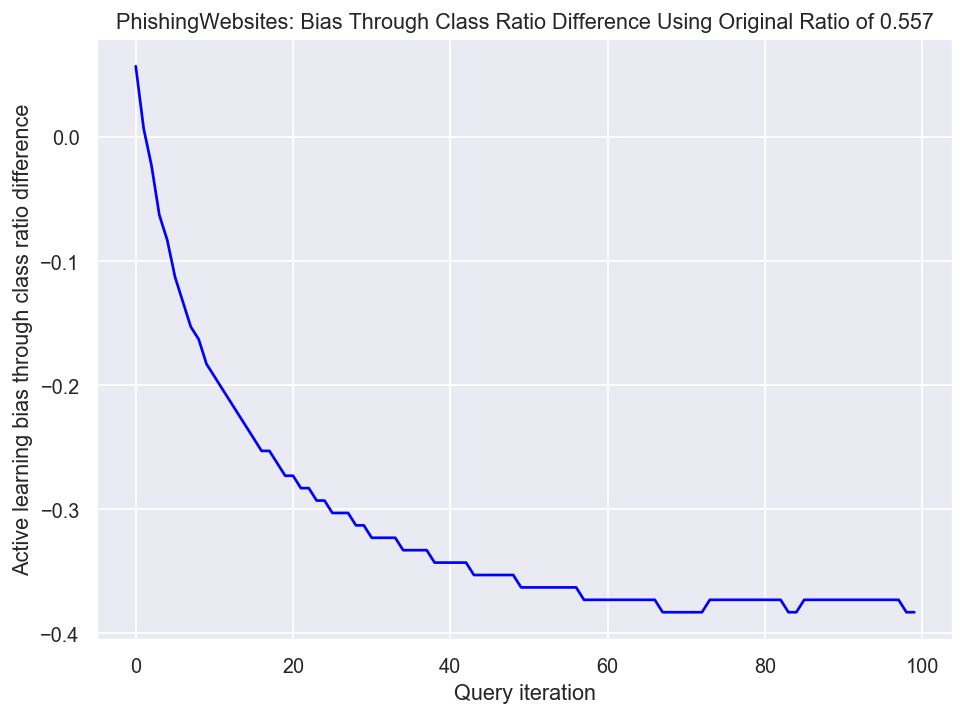 PhishingWebsites: Bias Through Class Ratio Difference Using Original Ratio of 0.557
Active learning bias through class ratio difference
0.0
−0.1
−0.2
−0.3
−0.4
0 20 40 60 80 100
Query iteration